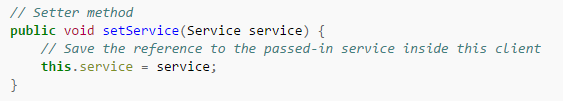 // Setter method
public void setService(Service service) {
    // Save the reference to the passed-in service inside this client
    this.service = service;
}